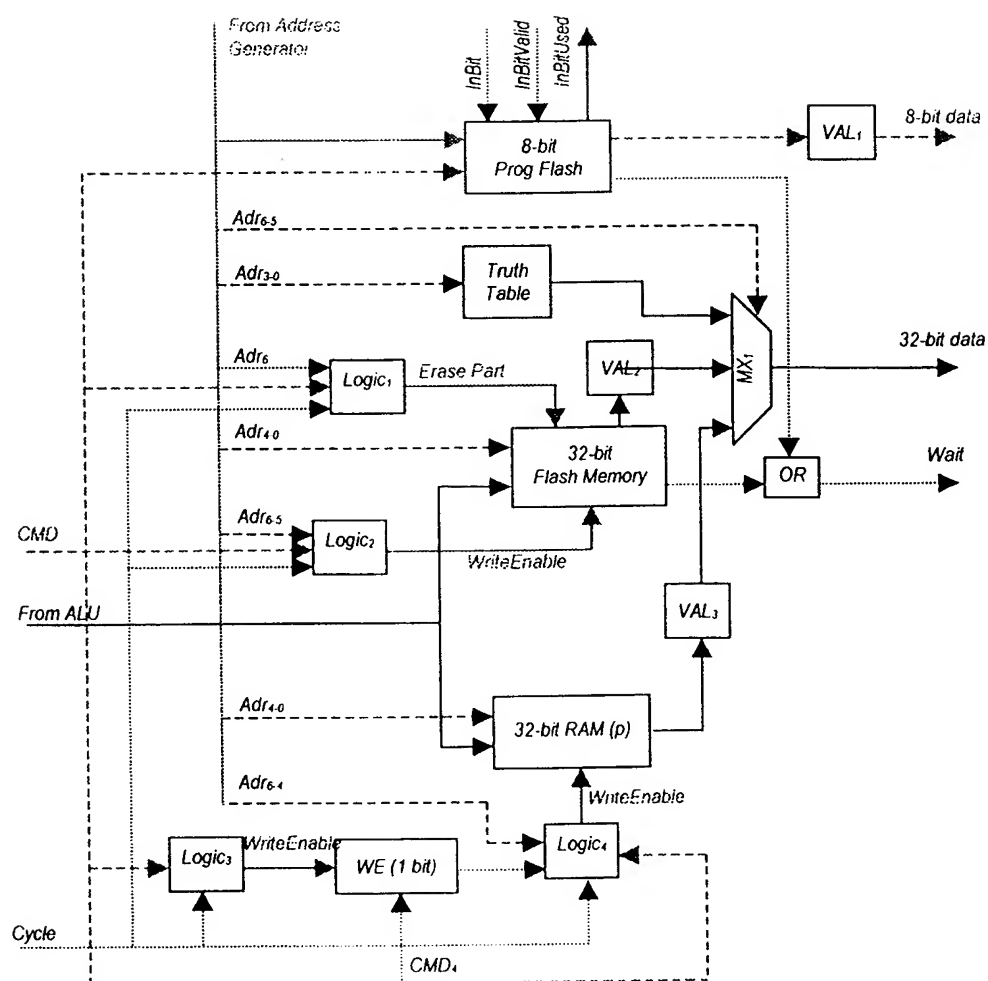 From Address
Generator
InBit
InBitValid
InBitUsed
8-bit
Prog Flash
VAL₁
8-bit data
Adr₆₋₅
Adr₃₋₀
Truth
Table
MX₁
32-bit data
Adr₆
Logic₁
Erase Part
VAL₂
Adr₄₋₀
32-bit
Flash Memory
OR
Wait
Adr₆₋₅
CMD
Logic₂
WriteEnable
From ALU
VAL₃
Adr₄₋₀
32-bit RAM (p)
Adr₆₋₄
WriteEnable
Logic₃
WriteEnable
WE (1 bit)
Logic₄
Cycle
CMD₄